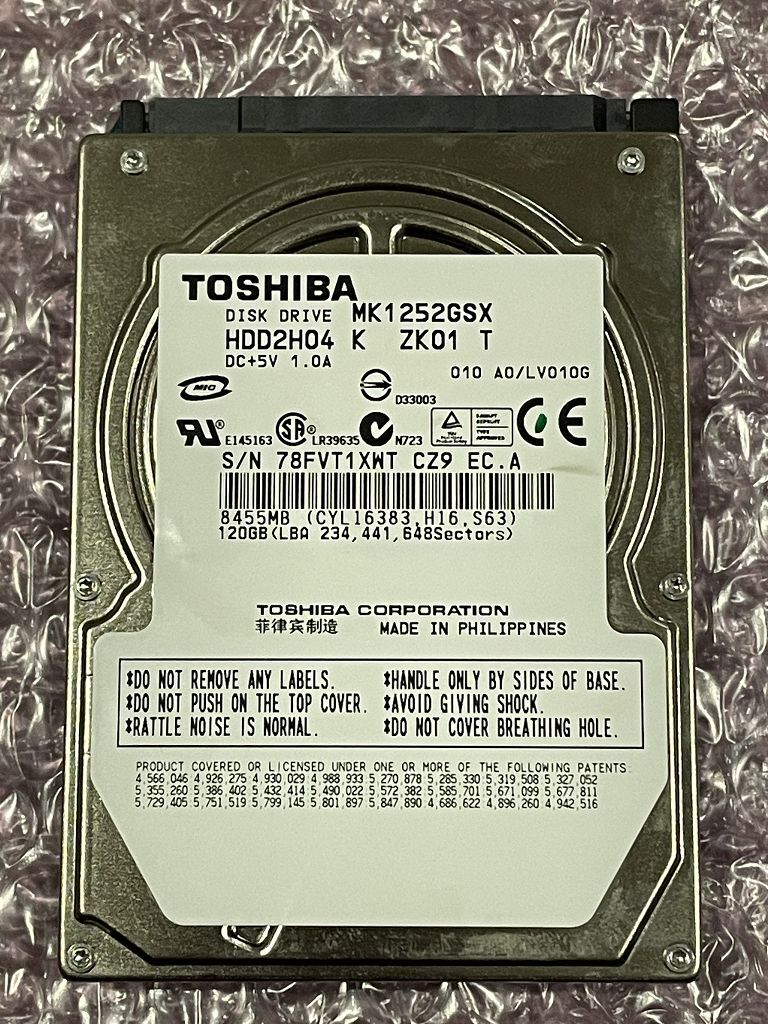 TOSHIBA
DISK DRIVE MK1252GSX
HDD2H04 K ZK01 T
DC+5V 1.0A
010 A0/LV010G
MIC
D33003
E145163 LR39635 N723
S/N 78FVT1XWT CZ9 EC.A
8455MB (CYL16383,H16,S63)
120GB(LBA 234,441,648Sectors)
TOSHIBA CORPORATION
菲律宾制造 MADE IN PHILIPPINES
*DO NOT REMOVE ANY LABELS. *HANDLE ONLY BY SIDES OF BASE.
*DO NOT PUSH ON THE TOP COVER. *AVOID GIVING SHOCK.
*RATTLE NOISE IS NORMAL. *DO NOT COVER BREATHING HOLE.
PRODUCT COVERED OR LICENSED UNDER ONE OR MORE OF THE FOLLOWING PATENTS:
4,566,046 4,926,275 4,930,029 4,988,933 5,270,878 5,285,330 5,319,508 5,327,052
5,355,260 5,386,402 5,432,414 5,490,022 5,572,382 5,585,701 5,671,099 5,677,811
5,729,405 5,751,519 5,799,145 5,801,897 5,847,890 4,686,622 4,896,260 4,942,516